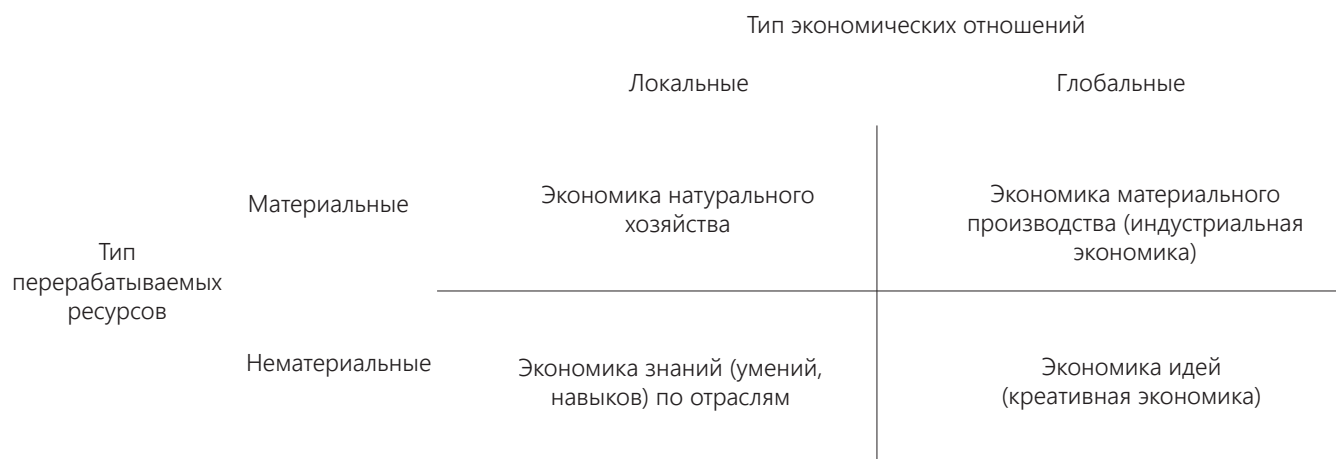 Тип экономических отношений
Локальные
Глобальные
Материальные
Экономика натурального
хозяйства
Экономика материального
производства (индустриальная
экономика)
Тип
перерабатываемых
ресурсов
Нематериальные
Экономика знаний (умений,
навыков) по отраслям
Экономика идей
(креативная экономика)